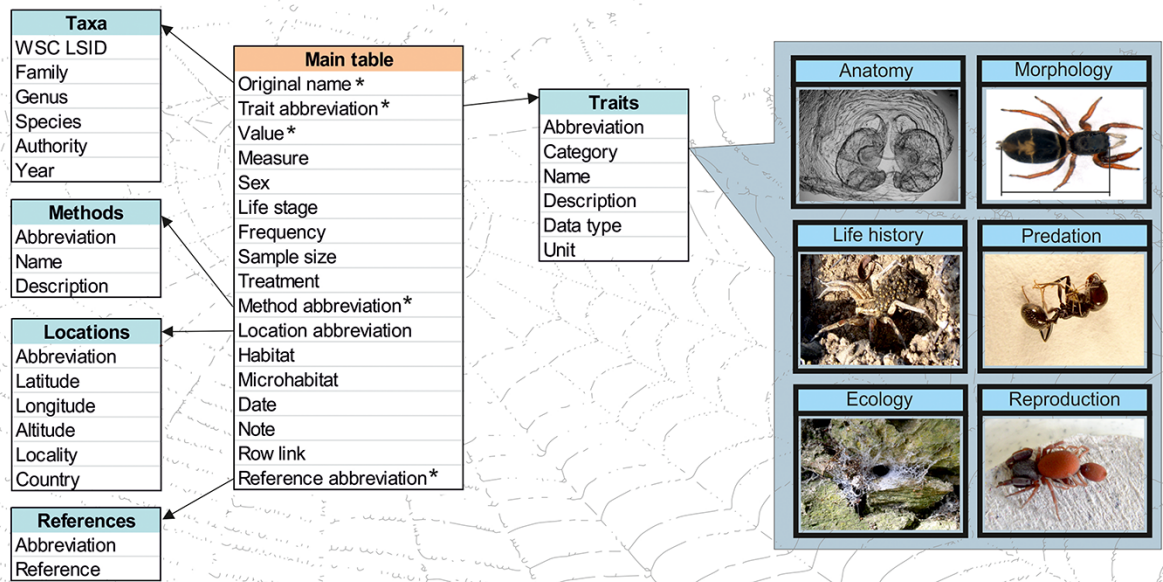 Taxa
WSC LSID
Family
Genus
Species
Authority
Year
Methods
Abbreviation
Name
Description
Locations
Abbreviation
Latitude
Longitude
Altitude
Locality
Country
References
Abbreviation
Reference
Main table
Original name *
Trait abbreviation *
Value *
Measure
Sex
Life stage
Frequency
Sample size
Treatment
Method abbreviation *
Location abbreviation
Habitat
Microhabitat
Date
Note
Row link
Reference abbreviation *
Traits
Abbreviation
Category
Name
Description
Data type
Unit
Anatomy
Morphology
Life history
Predation
Ecology
Reproduction